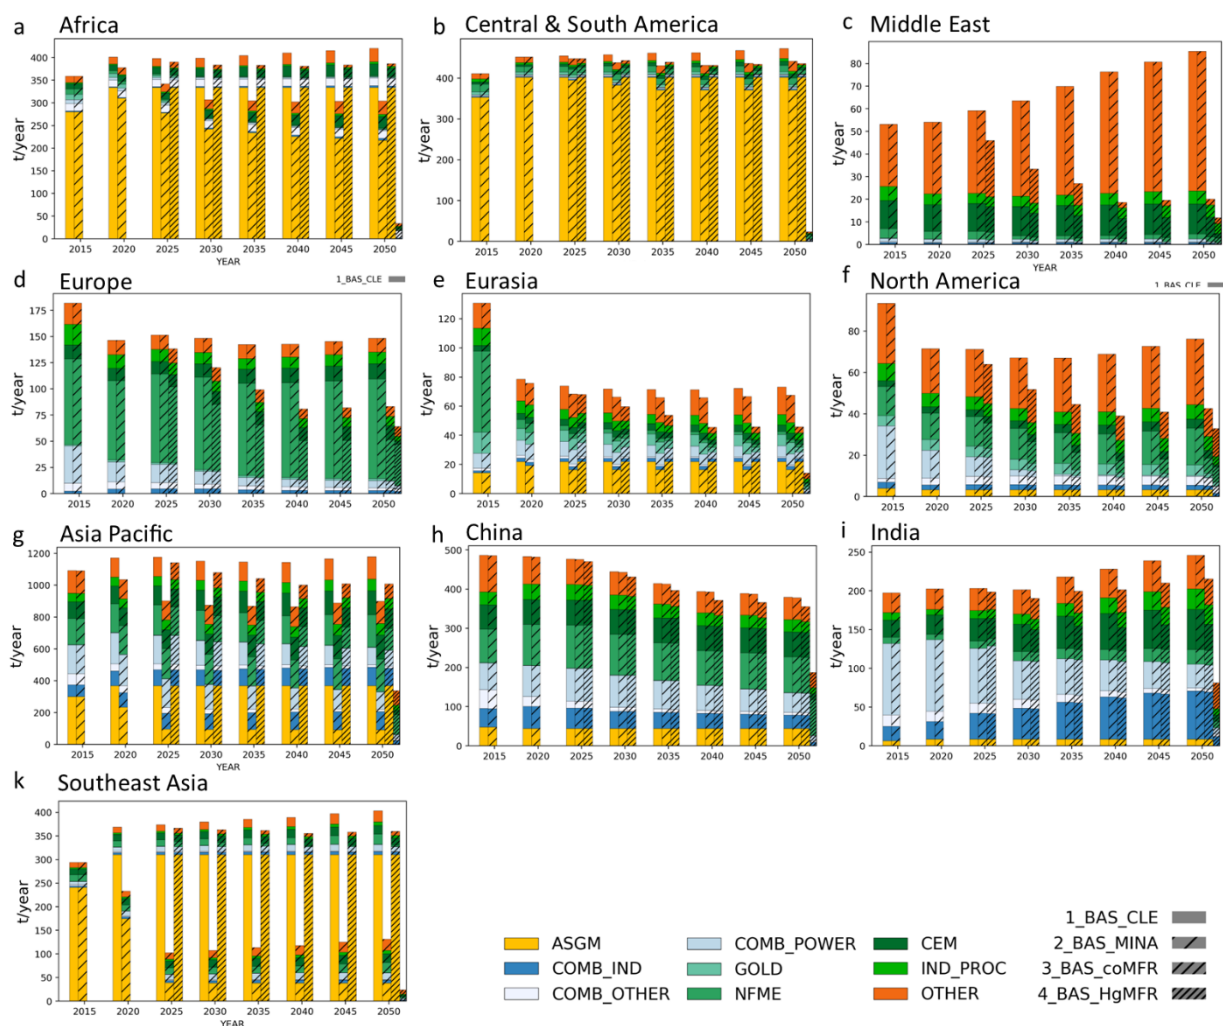 a Africa
b Central & South America
c Middle East
t/year
400
350
300
250
200
150
100
50
0
2015 2020 2025 2030 2035 2040 2045 2050
YEAR
t/year
400
300
200
100
0
2015 2020 2025 2030 2035 2040 2045 2050
t/year
80
70
60
50
40
30
20
10
0
2015 2020 2025 2030 2035 2040 2045 2050
YEAR
d Europe
1_BAS_CLE
e Eurasia
f North America
1_BAS_CLE
t/year
175
150
125
100
75
50
25
0
2015 2020 2025 2030 2035 2040 2045 2050
t/year
120
100
80
60
40
20
0
2015 2020 2025 2030 2035 2040 2045 2050
t/year
80
60
40
20
0
2015 2020 2025 2030 2035 2040 2045 2050
g Asia Pacific
h China
i India
t/year
1200
1000
800
600
400
200
0
2015 2020 2025 2030 2035 2040 2045 2050
YEAR
t/year
500
400
300
200
100
0
2015 2020 2025 2030 2035 2040 2045 2050
t/year
250
200
150
100
50
0
2015 2020 2025 2030 2035 2040 2045 2050
k Southeast Asia
t/year
400
350
300
250
200
150
100
50
0
2015 2020 2025 2030 2035 2040 2045 2050
YEAR
ASGM
COMB_IND
COMB_OTHER
COMB_POWER
GOLD
NFME
CEM
IND_PROC
OTHER
1_BAS_CLE
2_BAS_MINA
3_BAS_coMFR
4_BAS_HgMFR